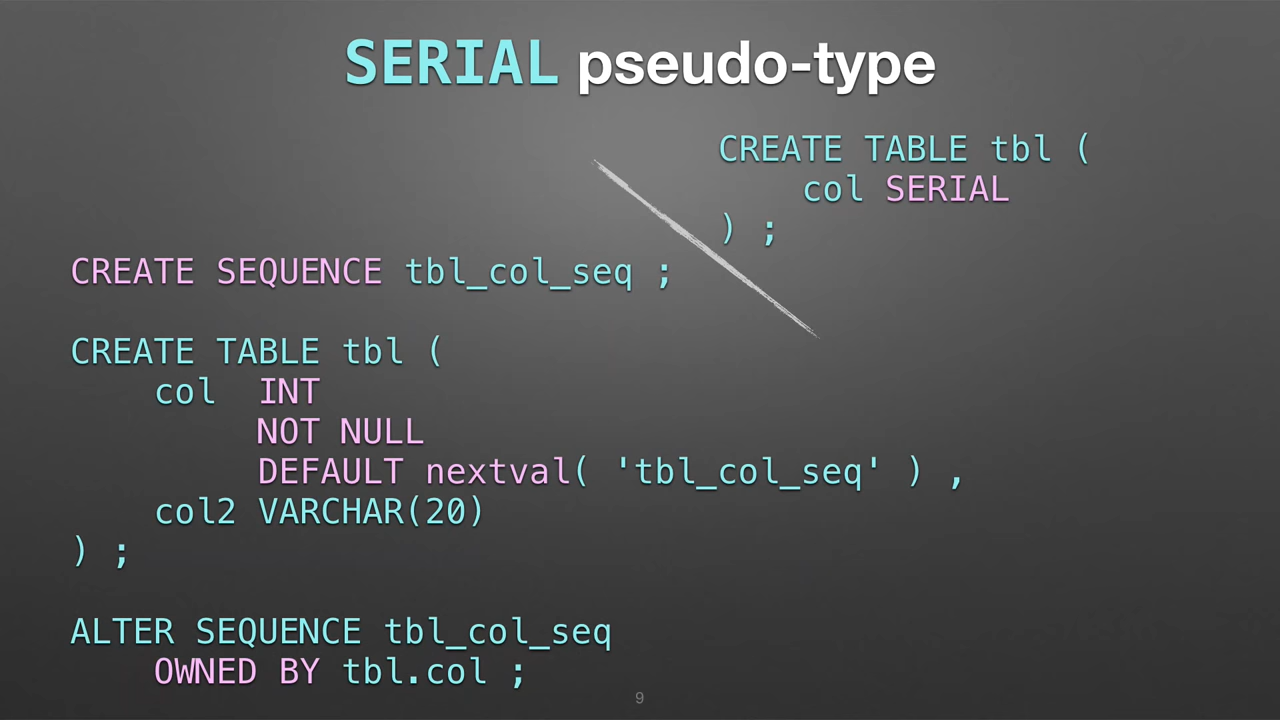 SERIAL pseudo-type
CREATE TABLE tbl (
col SERIAL
) ;
CREATE SEQUENCE tbl_col_seq ;
CREATE TABLE tbl (
col  INT
NOT NULL
DEFAULT nextval( 'tbl_col_seq' ) ,
col2 VARCHAR(20)
) ;
ALTER SEQUENCE tbl_col_seq
OWNED BY tbl.col ;
9